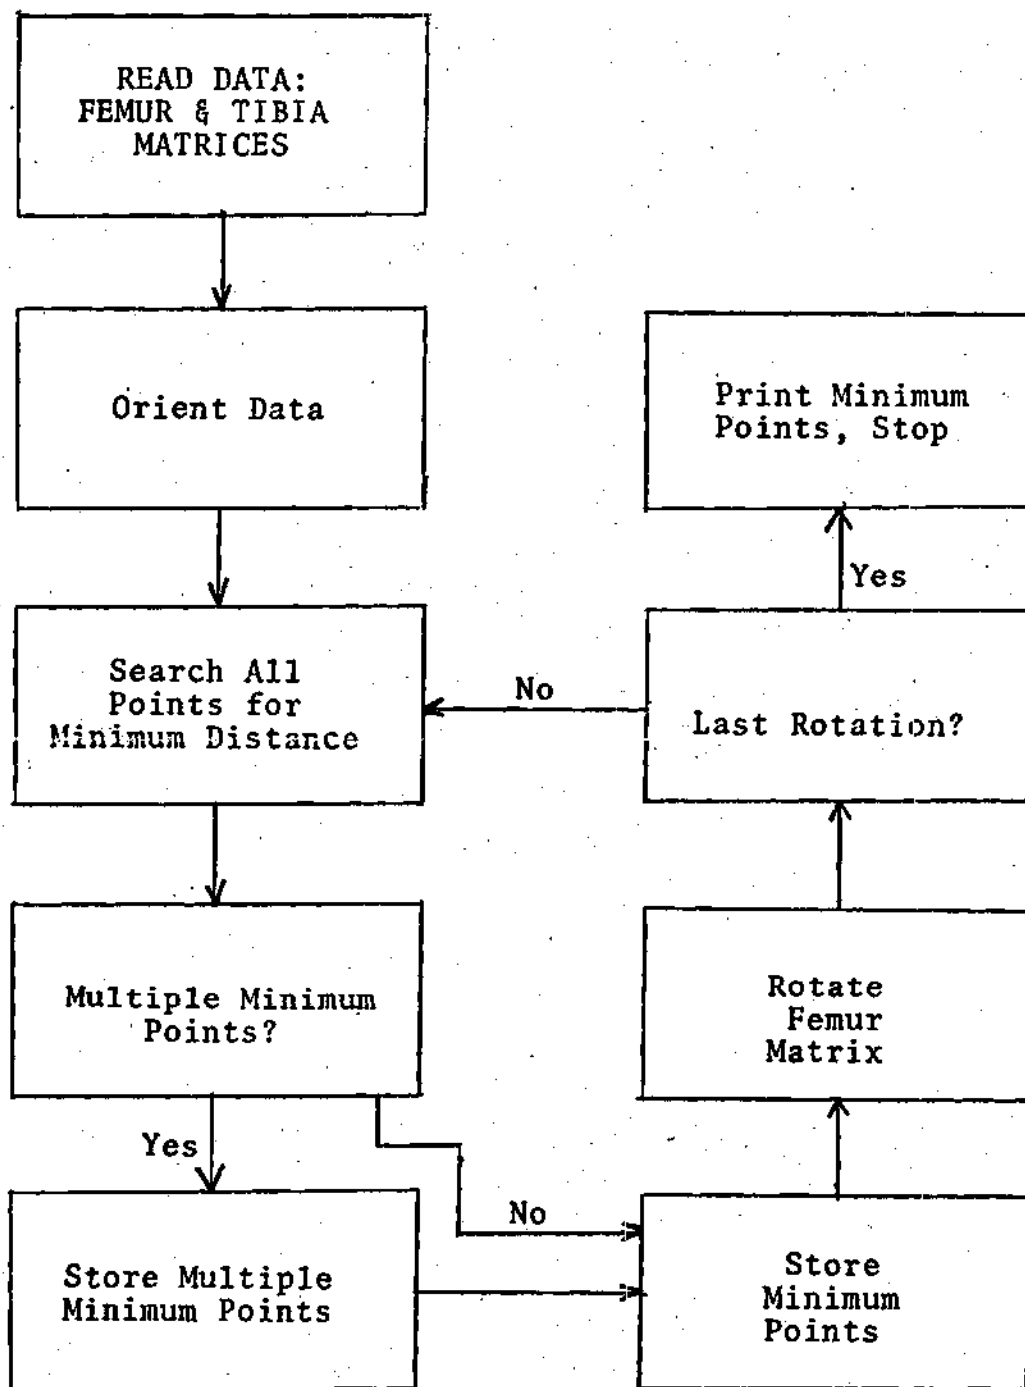 READ DATA:
FEMUR & TIBIA
MATRICES
Orient Data
Search All
Points for
Minimum Distance
Multiple Minimum
Points?
Yes
No
Store Multiple
Minimum Points
Store
Minimum
Points
Rotate
Femur
Matrix
Last Rotation?
No
Yes
Print Minimum
Points, Stop